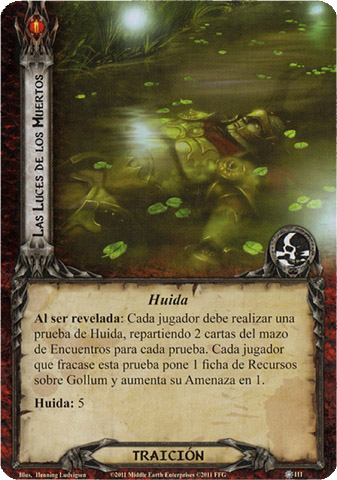 Las Luces de los Muertos
Huida
Al ser revelada: Cada jugador debe realizar una
prueba de Huida, repartiendo 2 cartas del mazo
de Encuentros para cada prueba. Cada jugador
que fracase esta prueba pone 1 ficha de Recursos
sobre Gollum y aumenta su Amenaza en 1.
Huida: 5
TRAICIÓN
Illus. Henning Ludvigsen ©2011 Middle Earth Enterprises ©2011 FFG 111